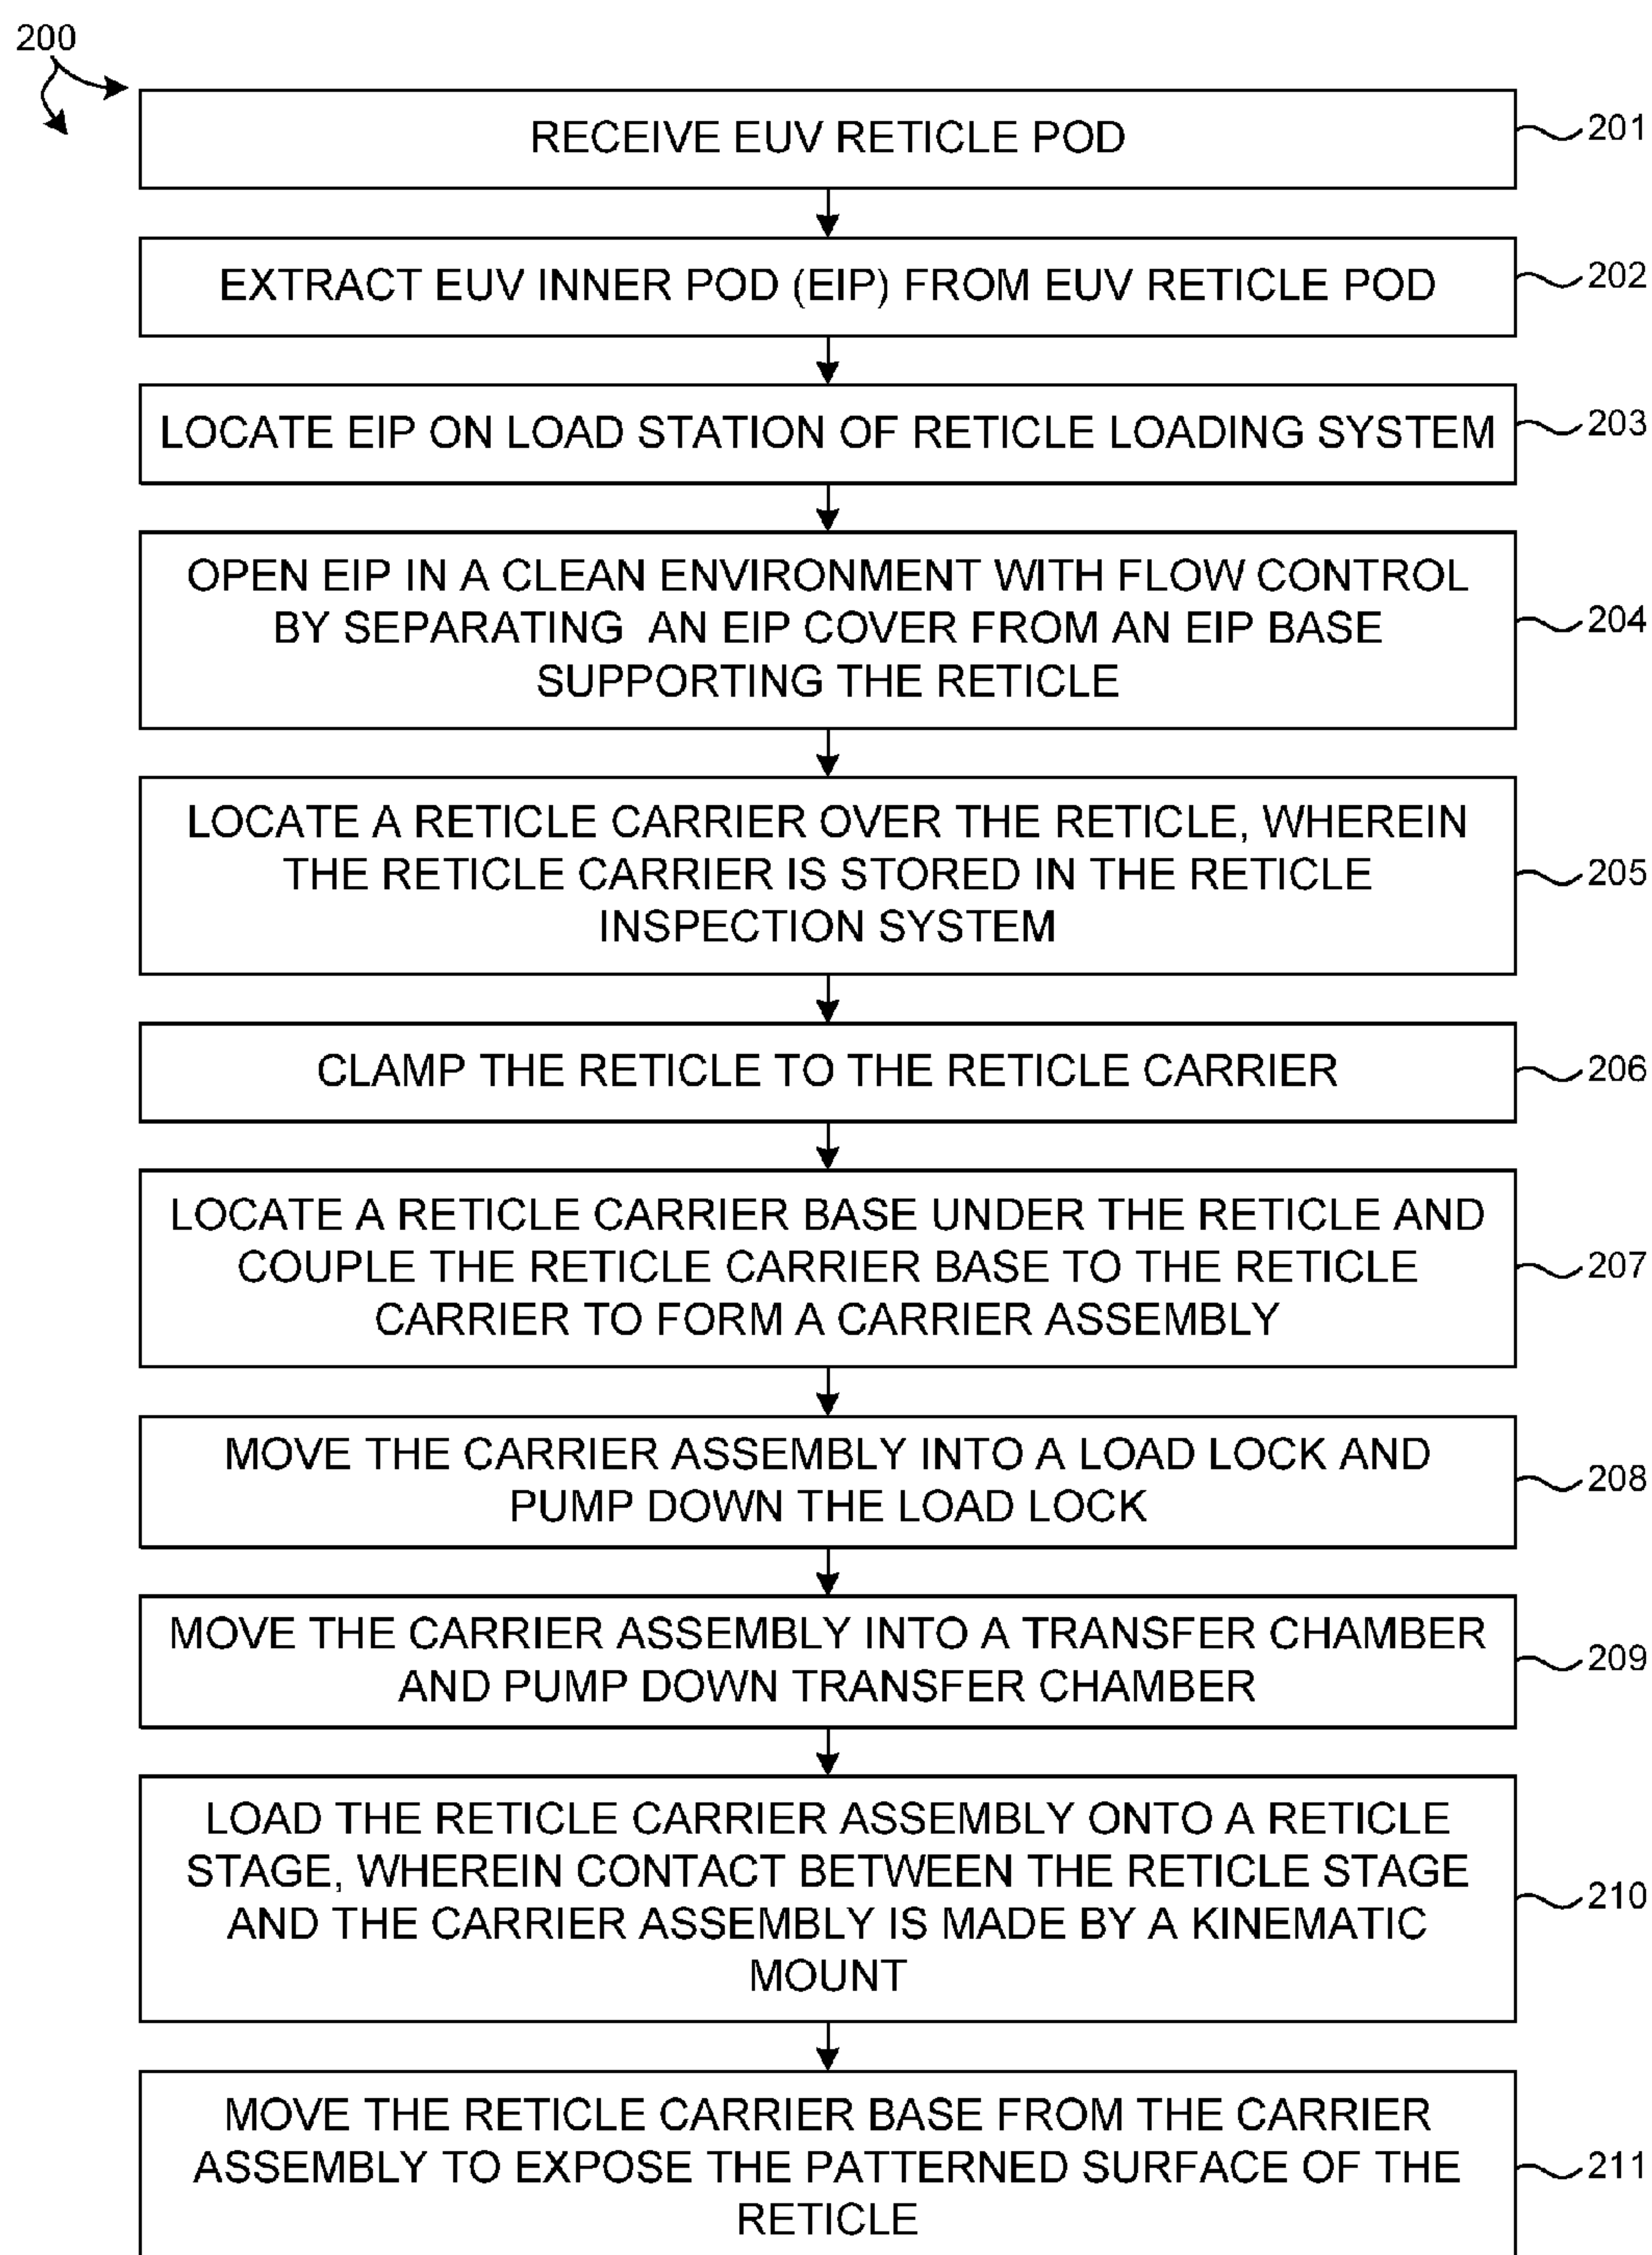 200
RECEIVE EUV RETICLE POD
201
EXTRACT EUV INNER POD (EIP) FROM EUV RETICLE POD
202
LOCATE EIP ON LOAD STATION OF RETICLE LOADING SYSTEM
203
OPEN EIP IN A CLEAN ENVIRONMENT WITH FLOW CONTROL
BY SEPARATING AN EIP COVER FROM AN EIP BASE
SUPPORTING THE RETICLE
204
LOCATE A RETICLE CARRIER OVER THE RETICLE, WHEREIN
THE RETICLE CARRIER IS STORED IN THE RETICLE
INSPECTION SYSTEM
205
CLAMP THE RETICLE TO THE RETICLE CARRIER
206
LOCATE A RETICLE CARRIER BASE UNDER THE RETICLE AND
COUPLE THE RETICLE CARRIER BASE TO THE RETICLE
CARRIER TO FORM A CARRIER ASSEMBLY
207
MOVE THE CARRIER ASSEMBLY INTO A LOAD LOCK AND
PUMP DOWN THE LOAD LOCK
208
MOVE THE CARRIER ASSEMBLY INTO A TRANSFER CHAMBER
AND PUMP DOWN TRANSFER CHAMBER
209
LOAD THE RETICLE CARRIER ASSEMBLY ONTO A RETICLE
STAGE, WHEREIN CONTACT BETWEEN THE RETICLE STAGE
AND THE CARRIER ASSEMBLY IS MADE BY A KINEMATIC
MOUNT
210
MOVE THE RETICLE CARRIER BASE FROM THE CARRIER
ASSEMBLY TO EXPOSE THE PATTERNED SURFACE OF THE
RETICLE
211